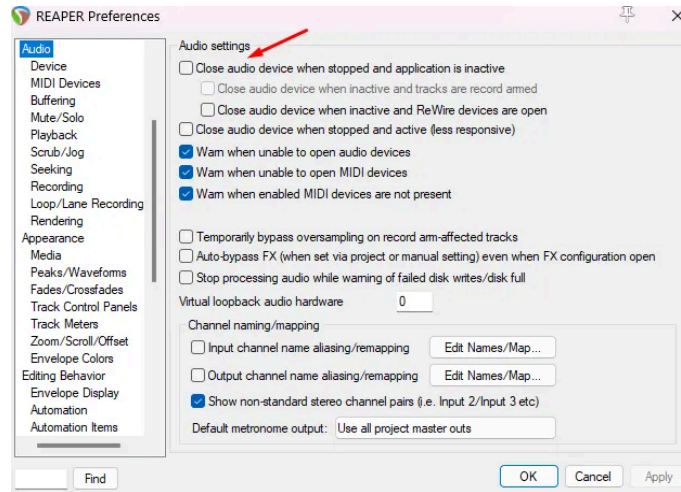 REAPER Preferences
Audio
Device
MIDI Devices
Buffering
Mute/Solo
Playback
Scrub/Jog
Seeking
Recording
Loop/Lane Recording
Rendering
Appearance
Media
Peaks/Waveforms
Fades/Crossfades
Track Control Panels
Track Meters
Zoom/Scroll/Offset
Envelope Colors
Editing Behavior
Envelope Display
Automation
Automation Items
Find
Audio settings
Close audio device when stopped and application is inactive
Close audio device when inactive and tracks are record armed
Close audio device when inactive and ReWire devices are open
Close audio device when stopped and active (less responsive)
Warn when unable to open audio devices
Warn when unable to open MIDI devices
Warn when enabled MIDI devices are not present
Temporarily bypass oversampling on record arm-affected tracks
Auto-bypass FX (when set via project or manual setting) even when FX configuration open
Stop processing audio while warning of failed disk writes/disk full
Virtual loopback audio hardware 0
Channel naming/mapping
Input channel name aliasing/remapping Edit Names/Map...
Output channel name aliasing/remapping Edit Names/Map...
Show non-standard stereo channel pairs (i.e. Input 2/Input 3 etc)
Default metronome output: Use all project master outs
OK Cancel Apply